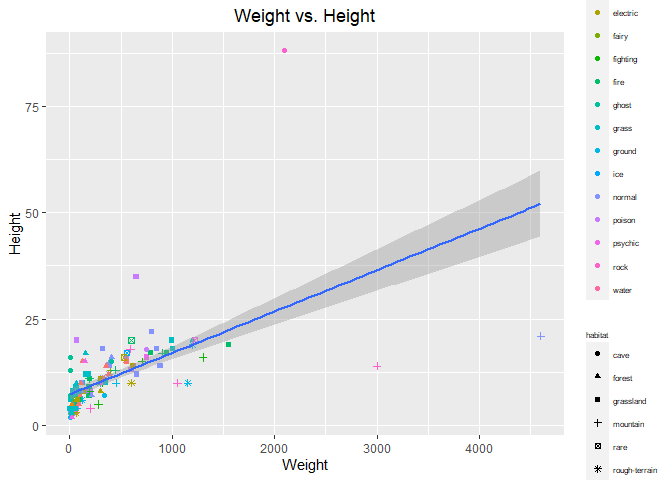 Weight vs. Height
Height
75
50
25
0
0
1000
2000
3000
4000
Weight
electric
fairy
fighting
fire
ghost
grass
ground
ice
normal
poison
psychic
rock
water
habitat
cave
forest
grassland
mountain
rare
rough-terrain